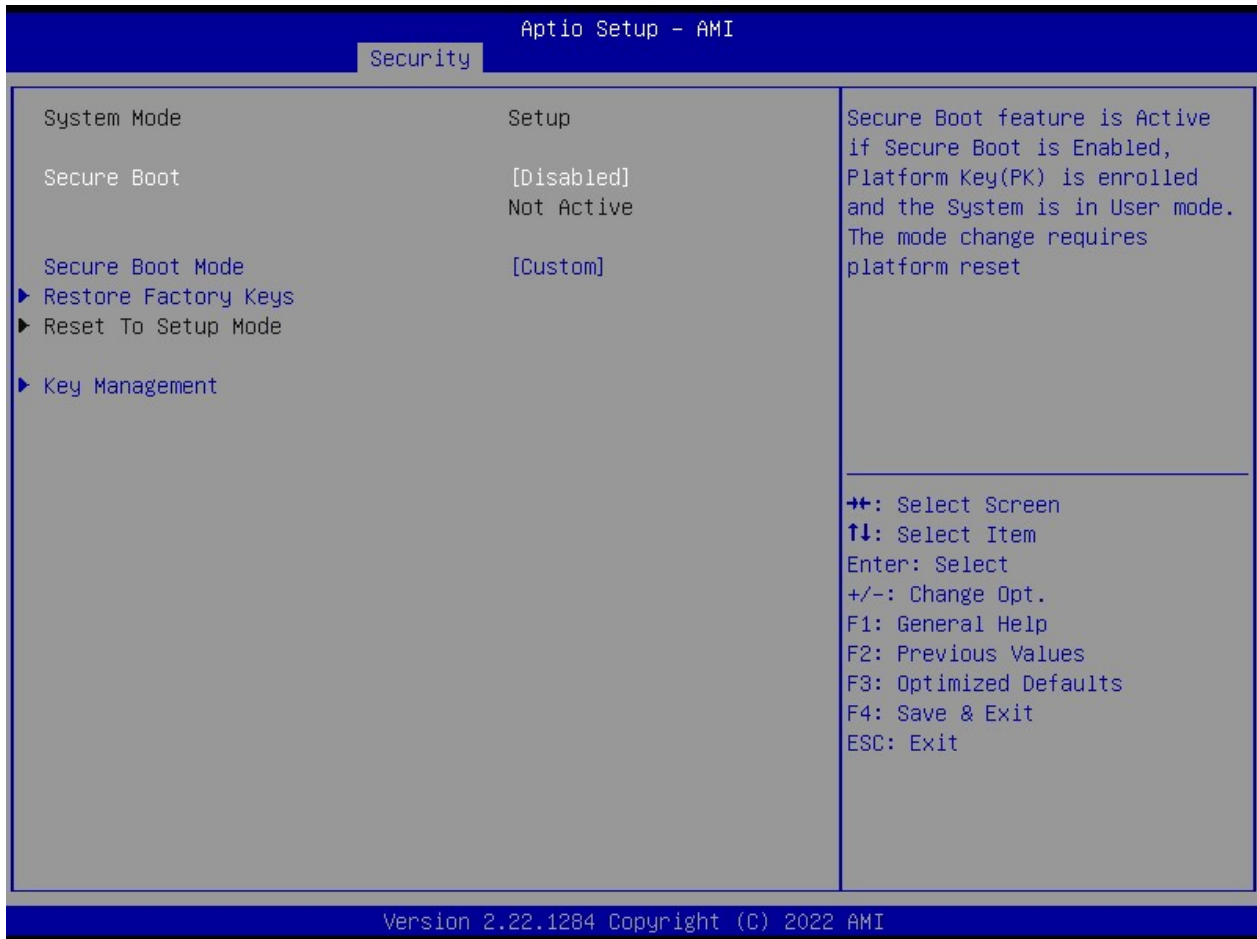 Aptio Setup – AMI
Security
System Mode Setup
Secure Boot [Disabled]
Not Active
Secure Boot Mode [Custom]
▶ Restore Factory Keys
▶ Reset To Setup Mode
▶ Key Management
Secure Boot feature is Active
if Secure Boot is Enabled,
Platform Key(PK) is enrolled
and the System is in User mode.
The mode change requires
platform reset
→←: Select Screen
↑↓: Select Item
Enter: Select
+/-: Change Opt.
F1: General Help
F2: Previous Values
F3: Optimized Defaults
F4: Save & Exit
ESC: Exit
Version 2.22.1284 Copyright (C) 2022 AMI